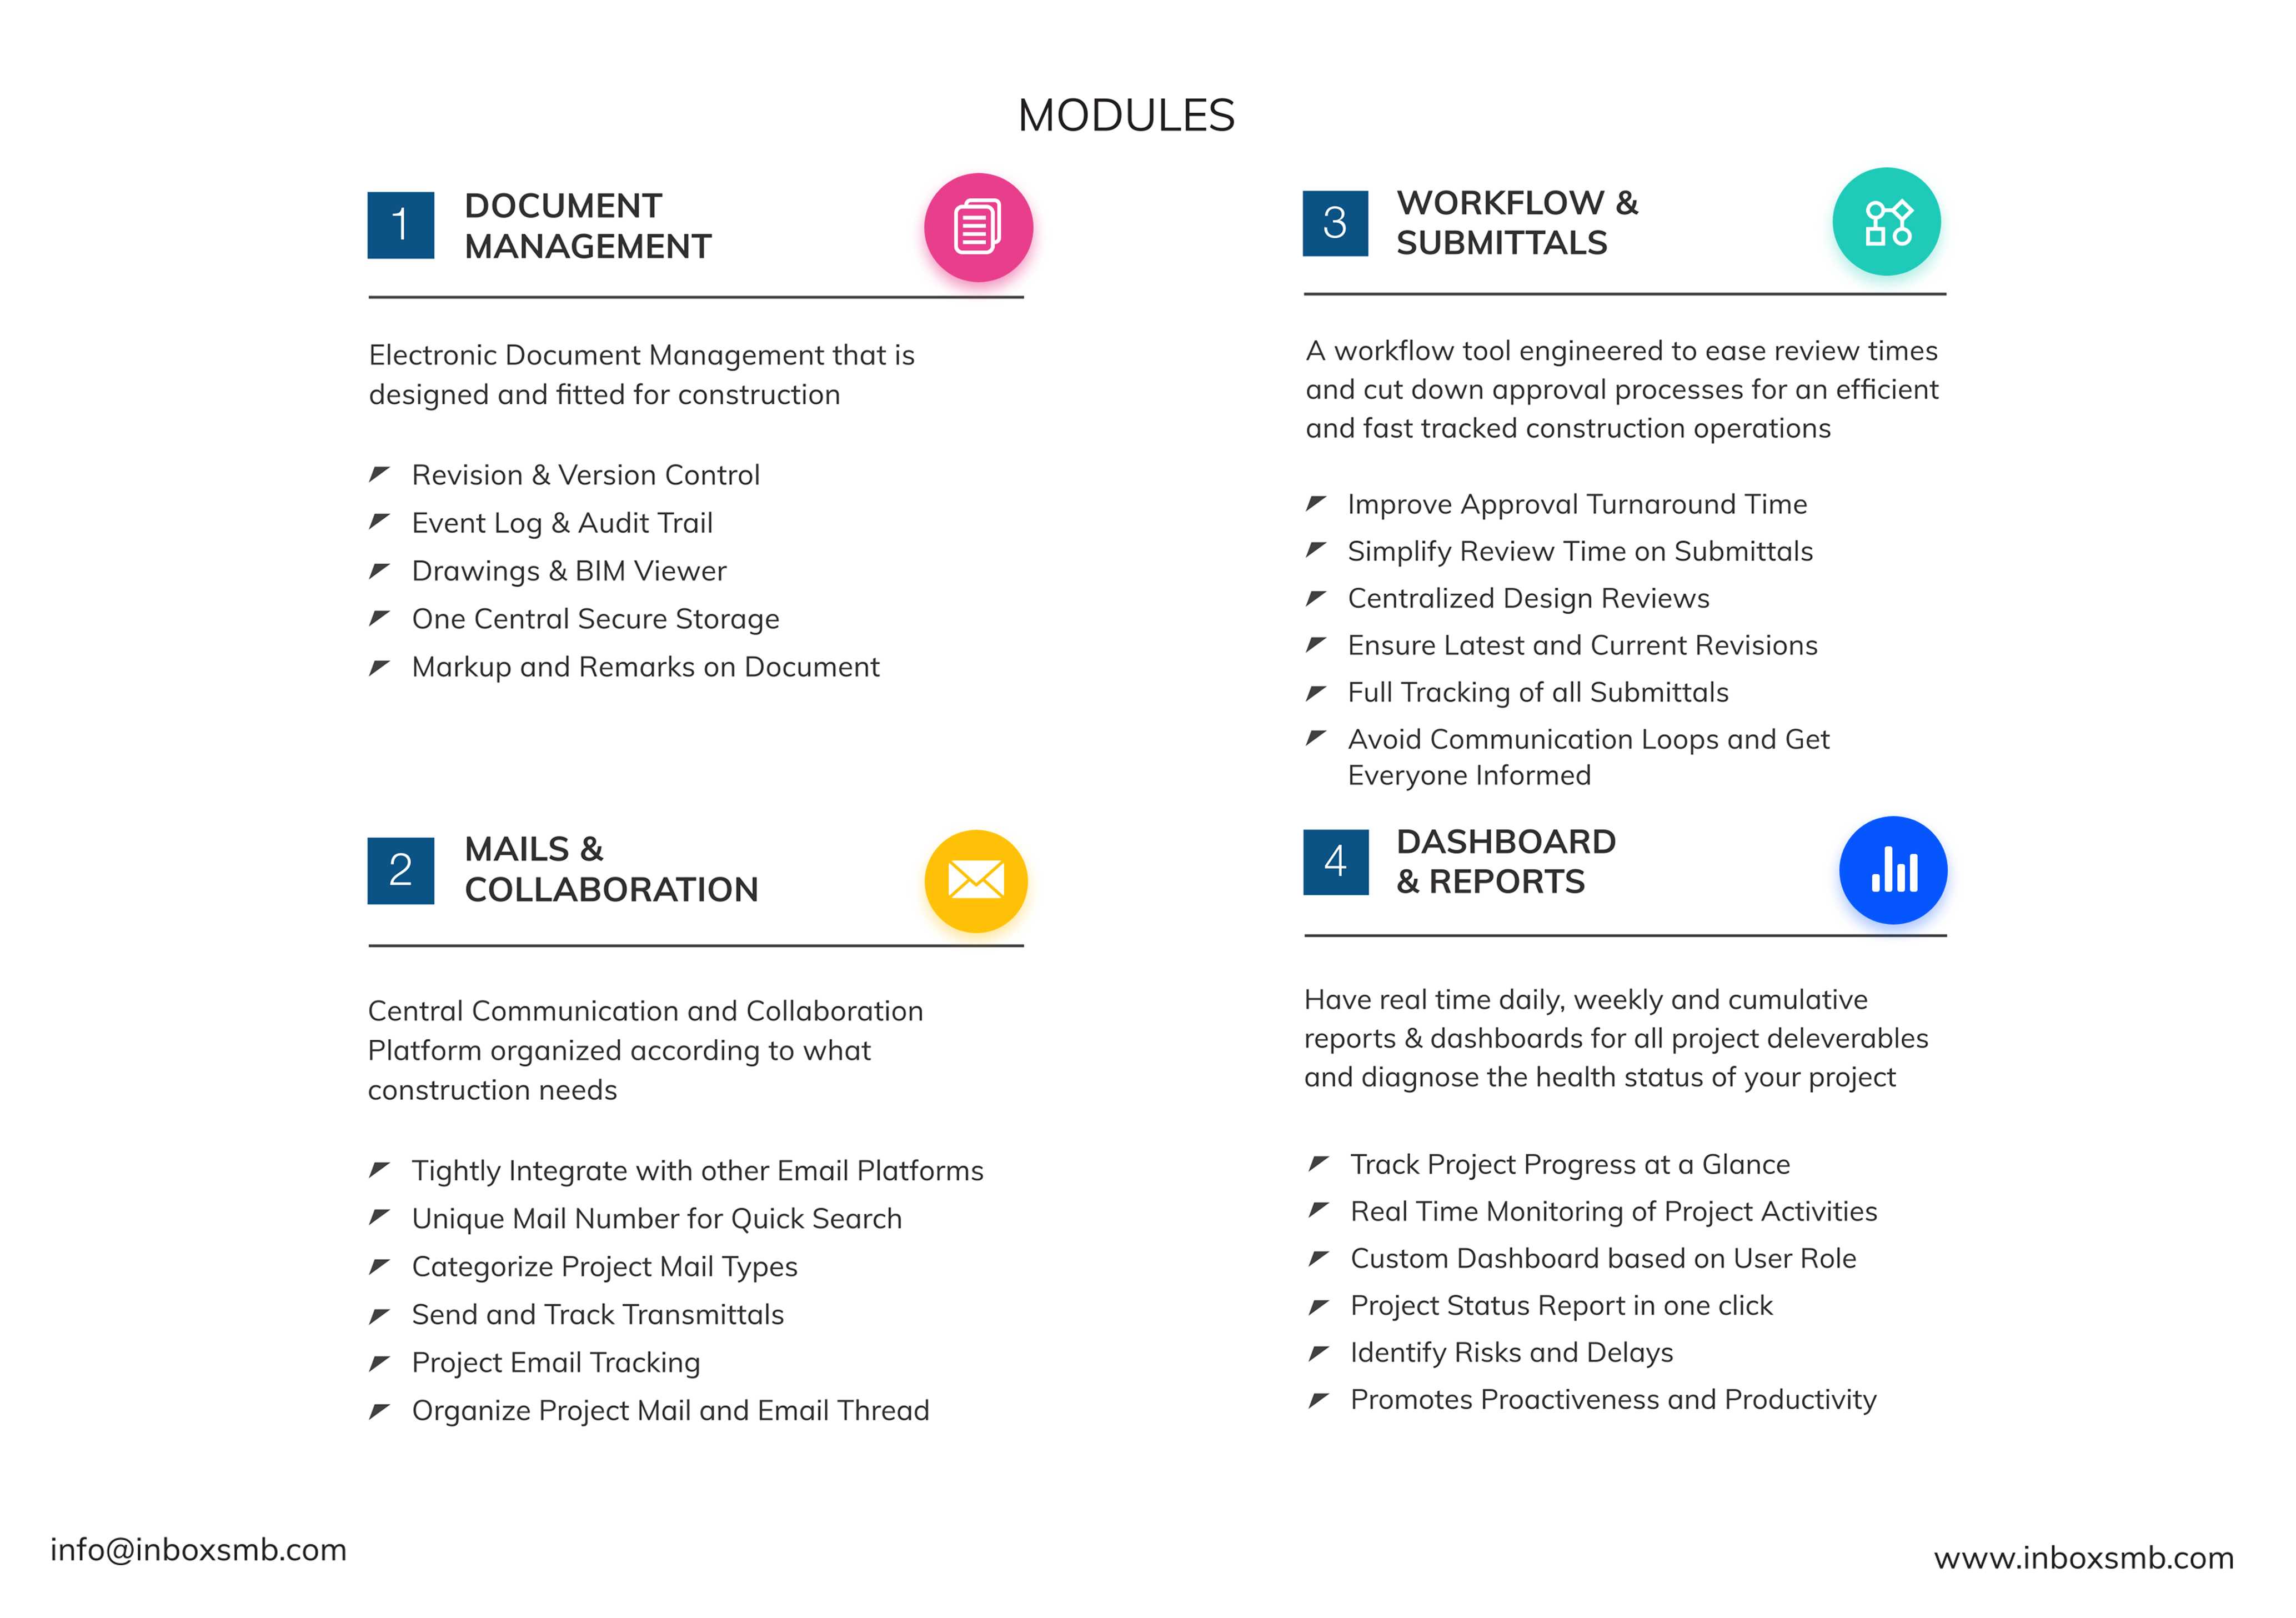 MODULES
1
DOCUMENT
MANAGEMENT
Electronic Document Management that is
designed and fitted for construction
Revision & Version Control
Event Log & Audit Trail
Drawings & BIM Viewer
One Central Secure Storage
Markup and Remarks on Document
2
MAILS &
COLLABORATION
Central Communication and Collaboration
Platform organized according to what
construction needs
Tightly Integrate with other Email Platforms
Unique Mail Number for Quick Search
Categorize Project Mail Types
Send and Track Transmittals
Project Email Tracking
Organize Project Mail and Email Thread
3
WORKFLOW &
SUBMITTALS
A workflow tool engineered to ease review times
and cut down approval processes for an efficient
and fast tracked construction operations
Improve Approval Turnaround Time
Simplify Review Time on Submittals
Centralized Design Reviews
Ensure Latest and Current Revisions
Full Tracking of all Submittals
Avoid Communication Loops and Get
Everyone Informed
4
DASHBOARD
& REPORTS
Have real time daily, weekly and cumulative
reports & dashboards for all project deleverables
and diagnose the health status of your project
Track Project Progress at a Glance
Real Time Monitoring of Project Activities
Custom Dashboard based on User Role
Project Status Report in one click
Identify Risks and Delays
Promotes Proactiveness and Productivity
info@inboxsmb.com
www.inboxsmb.com